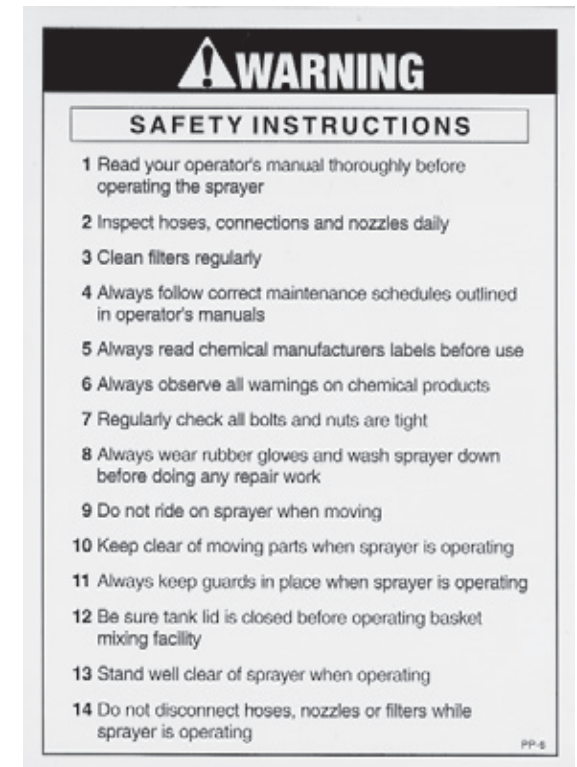 WARNING
SAFETY INSTRUCTIONS
1 Read your operator's manual thoroughly before
operating the sprayer
2 Inspect hoses, connections and nozzles daily
3 Clean filters regularly
4 Always follow correct maintenance schedules outlined
in operator's manuals
5 Always read chemical manufacturers labels before use
6 Always observe all warnings on chemical products
7 Regularly check all bolts and nuts are tight
8 Always wear rubber gloves and wash sprayer down
before doing any repair work
9 Do not ride on sprayer when moving
10 Keep clear of moving parts when sprayer is operating
11 Always keep guards in place when sprayer is operating
12 Be sure tank lid is closed before operating basket
mixing facility
13 Stand well clear of sprayer when operating
14 Do not disconnect hoses, nozzles or filters while
sprayer is operating